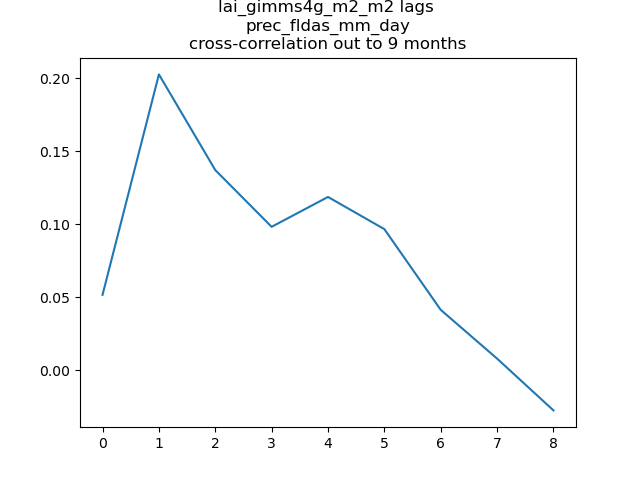 lai_gimms4g_m2_m2 lags
prec_fldas_mm_day
cross-correlation out to 9 months
0.20
0.15
0.10
0.05
0.00
0 1 2 3 4 5 6 7 8